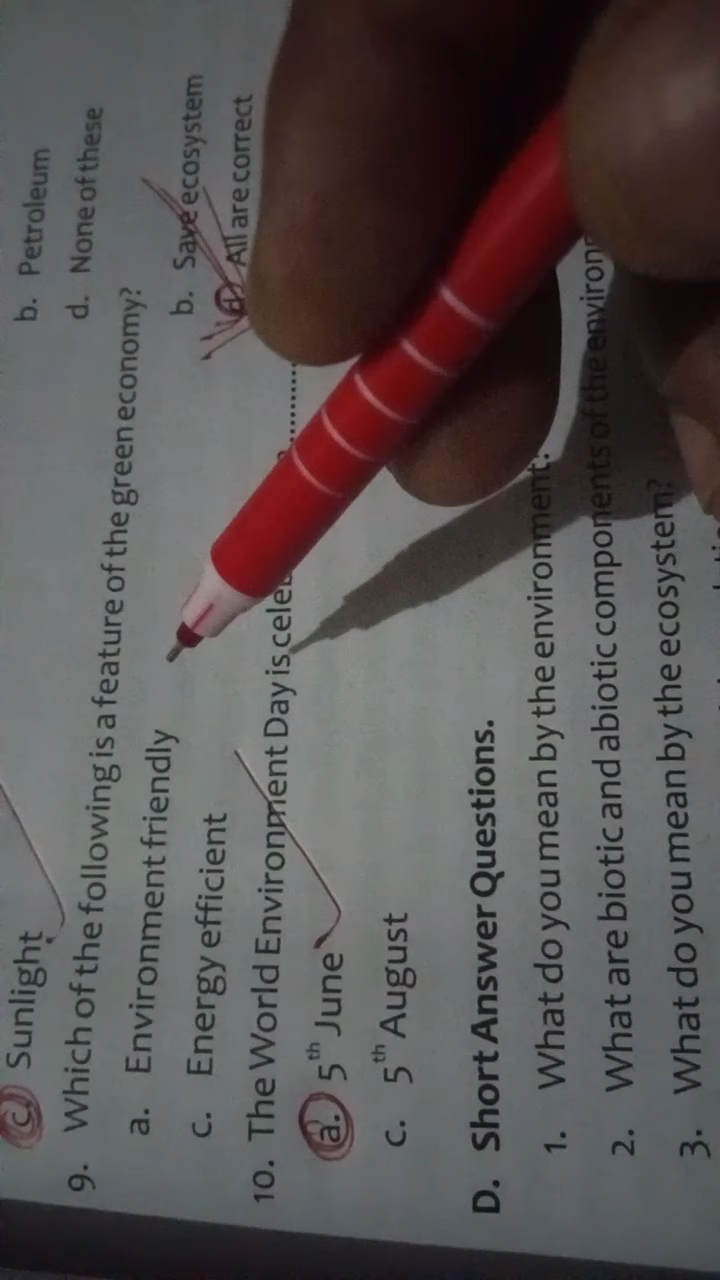 b. Petroleum
c. Sunlight
d. None of these
9. Which of the following is a feature of the green economy?
a. Environment friendly
b. Save ecosystem
c. Energy efficient
d. All are correct
10. The World Environment Day is
a. 5th June
c. 5th August
D. Short Answer Questions.
1. What do you mean by the environment?
2. What are biotic and abiotic components of the
3. What do you mean by the ecosystem?